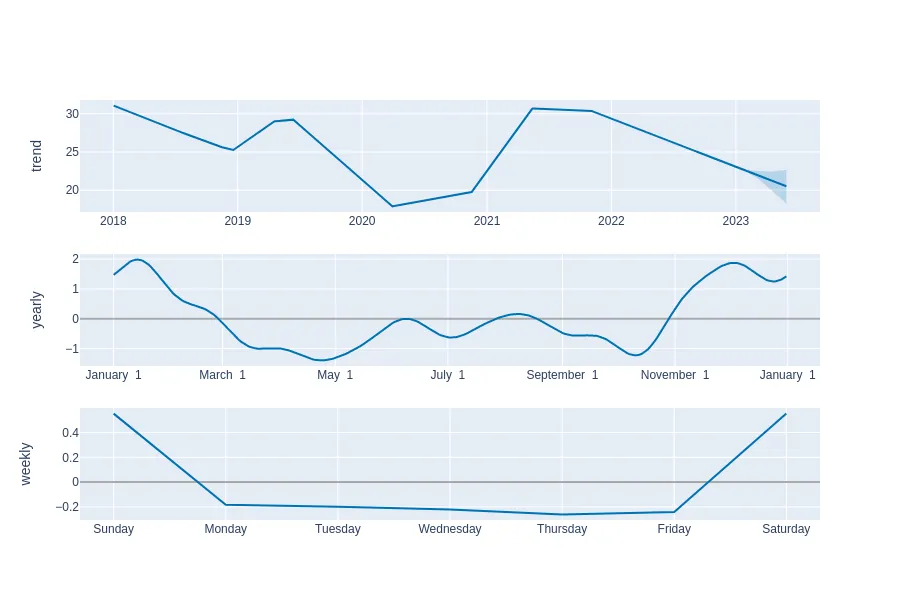 trend
30
25
20
2018 2019 2020 2021 2022 2023
yearly
2
1
0
−1
January 1 March 1 May 1 July 1 September 1 November 1 January 1
weekly
0.4
0.2
0
−0.2
Sunday Monday Tuesday Wednesday Thursday Friday Saturday